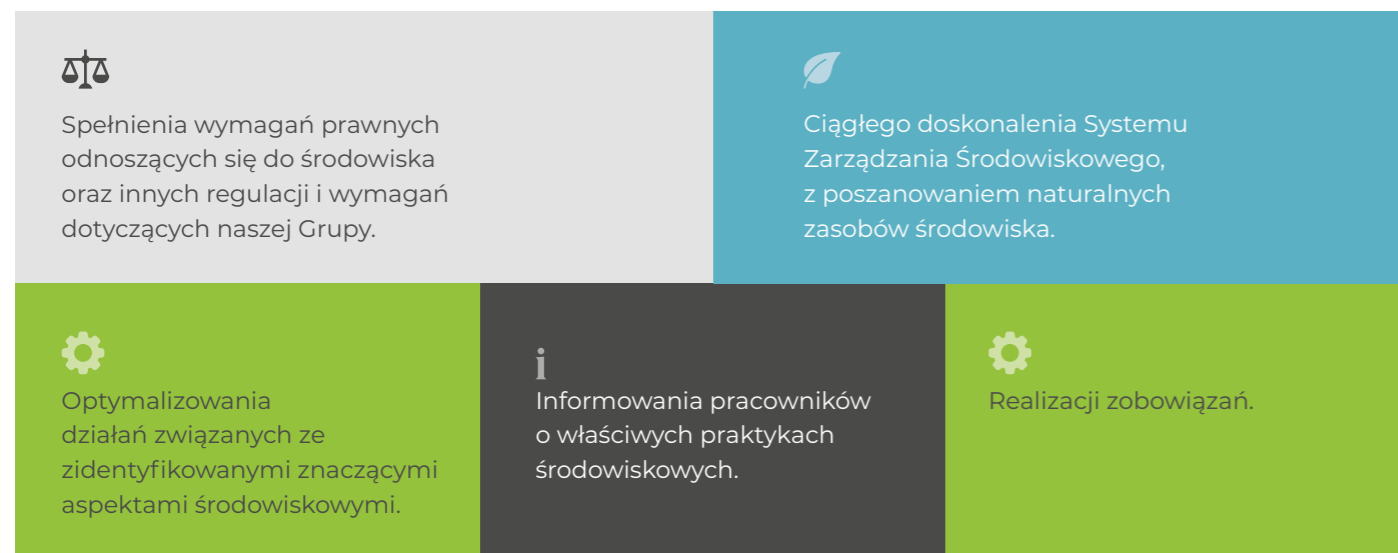 Spełnienia wymagań prawnych
odnoszących się do środowiska
oraz innych regulacji i wymagań
dotyczących naszej Grupy.
Ciągłego doskonalenia Systemu
Zarządzania Środowiskowego,
z poszanowaniem naturalnych
zasobów środowiska.
Optymalizowania
działań związanych ze
zidentyfikowanymi znaczącymi
aspektami środowiskowymi.
Informowania pracowników
o właściwych praktykach
środowiskowych.
Realizacji zobowiązań.